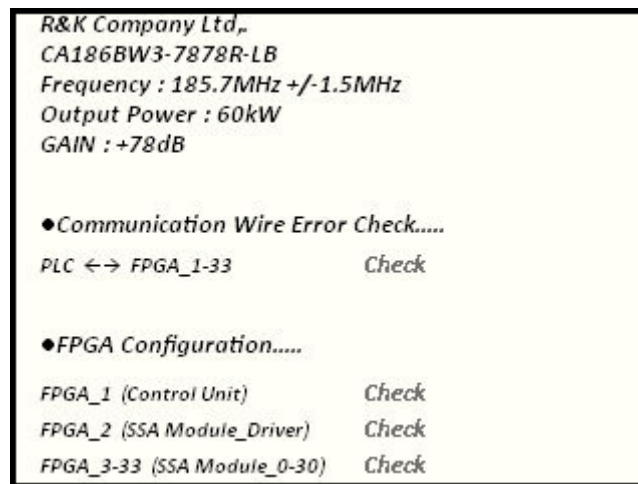 R&K Company Ltd,.
CA186BW3-7878R-LB
Frequency : 185.7MHz +/-1.5MHz
Output Power : 60kW
GAIN : +78dB
●Communication Wire Error Check.....
PLC ←→ FPGA_1-33 Check
●FPGA Configuration.....
FPGA_1 (Control Unit) Check
FPGA_2 (SSA Module_Driver) Check
FPGA_3-33 (SSA Module_0-30) Check